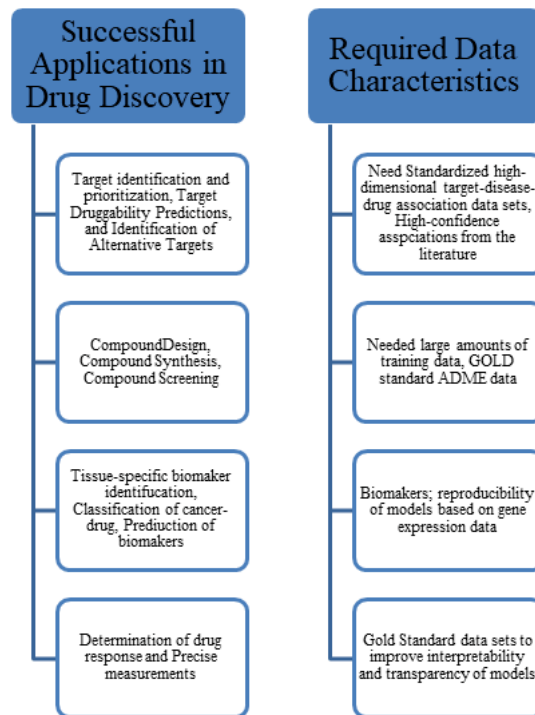 Successful
Applications in
Drug Discovery
Target identification and
prioritization, Target
Druggability Predictions,
and Identification of
Alternative Targets
CompoundDesign,
Compound Synthesis,
Compound Screening
Tissue-specific biomaker
identifucation,
Classification of cancer-
drug, Prediuction of
biomakers
Determination of drug
response and Precise
measurements
Required Data
Characteristics
Need Standardized high-
dimensional target-disease-
drug association data sets,
High-confidence
asspciations from the
literature
Needed large amounts of
training data, GOLD
standard ADME data
Biomakers; reproducibility
of models based on gene
expression data
Gold Standard data sets to
improve interpretability
and transparency of models